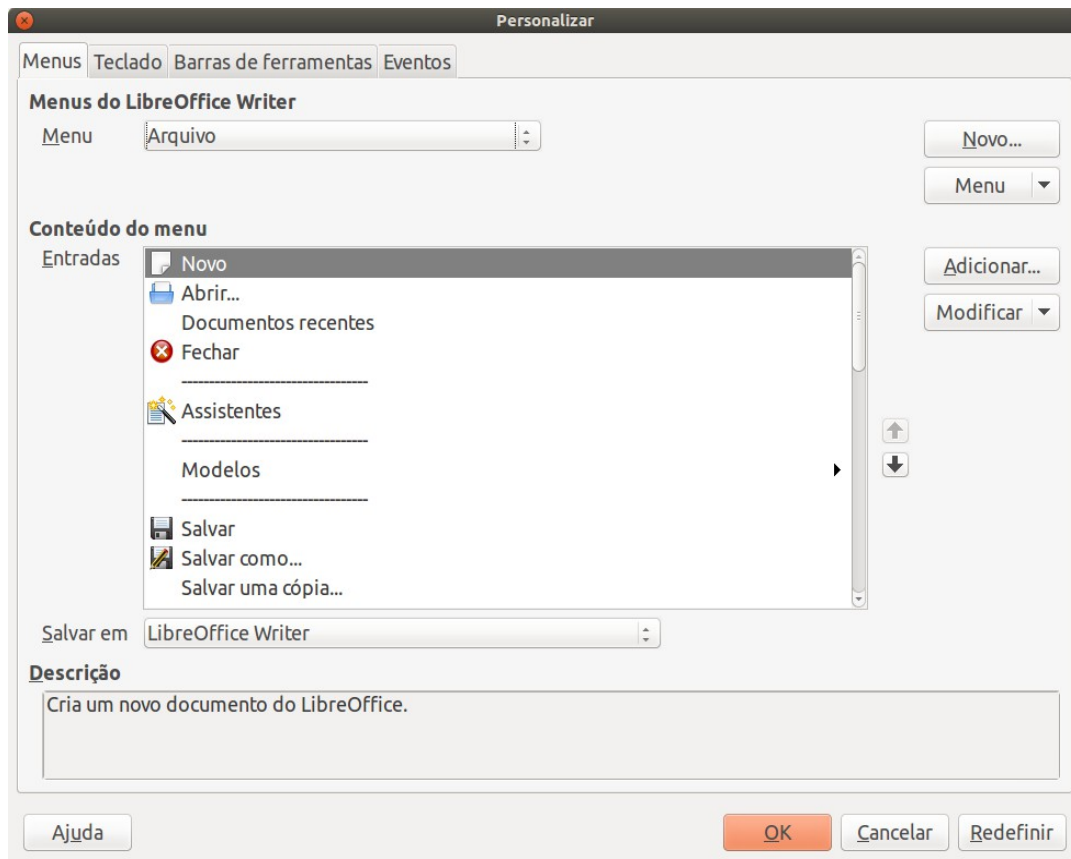 Personalizar
Menus Teclado Barras de ferramentas Eventos
Menus do LibreOffice Writer
Menu Arquivo
Novo...
Menu
Conteúdo do menu
Entradas
Novo
Abrir...
Documentos recentes
Fechar
----------------------------------
Assistentes
----------------------------------
Modelos
----------------------------------
Salvar
Salvar como...
Salvar uma cópia...
Adicionar...
Modificar
Salvar em LibreOffice Writer
Descrição
Cria um novo documento do LibreOffice.
Ajuda OK Cancelar Redefinir